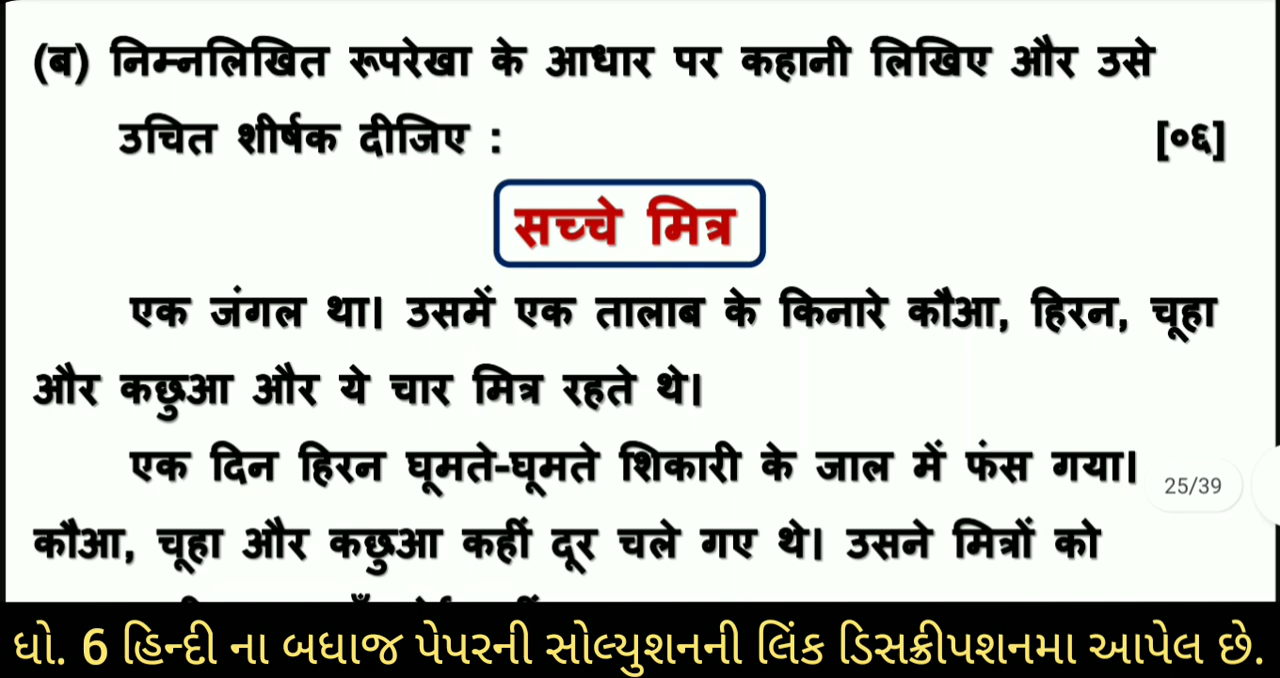 (ब) निम्नलिखित रूपरेखा के आधार पर कहानी लिखिए और उसे
उचित शीर्षक दीजिए : [०६]
सच्चे मित्र
एक जंगल था। उसमें एक तालाब के किनारे कौआ, हिरन, चूहा
और कछुआ और ये चार मित्र रहते थे।
एक दिन हिरन घूमते-घूमते शिकारी के जाल में फंस गया।
25/39
कौआ, चूहा और कछुआ कहीं दूर चले गए थे। उसने मित्रों को
ધો. 6 હિન્દી ના બધાજ પેપરની સોલ્યુશનની લિંક ડિસક્રીપશનમા આપેલ છે.